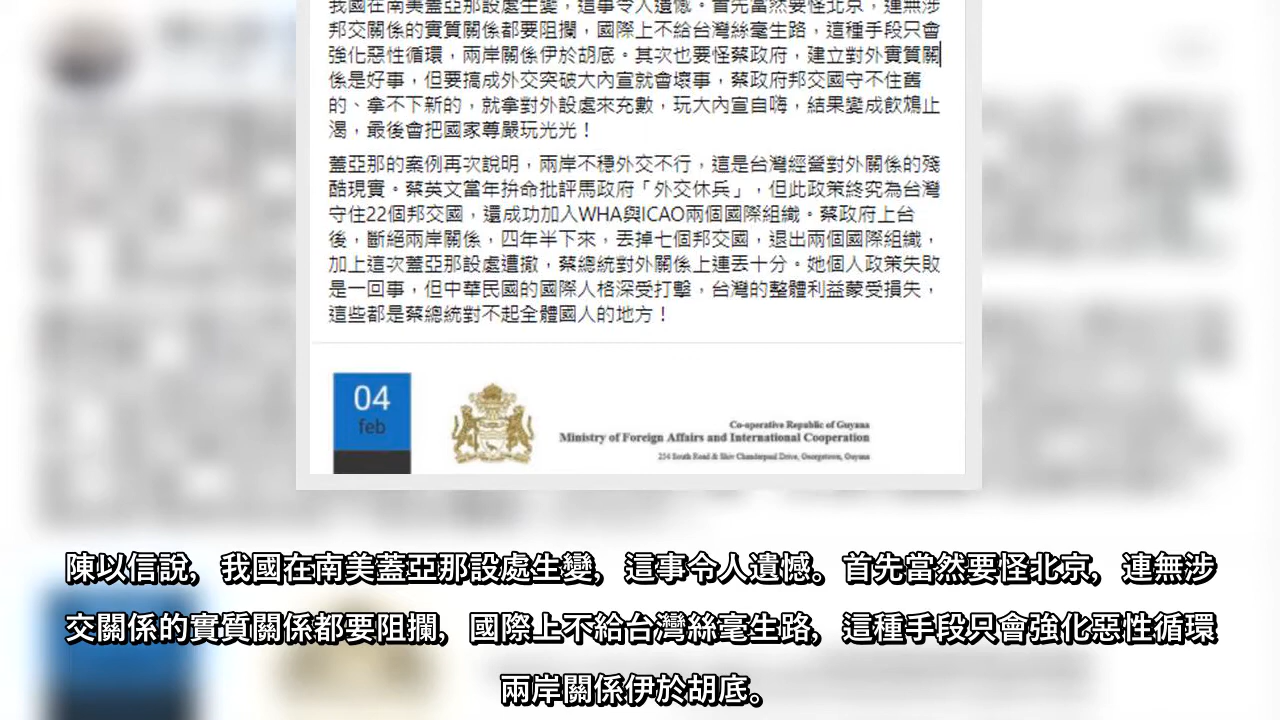 我國在南美蓋亞那設處生變，這事令人遺憾。首先當然要怪北京，連無涉
邦交關係的實質關係都要阻攔，國際上不給台灣絲毫生路，這種手段只會
強化惡性循環，兩岸關係伊於胡底。其次也要怪蔡政府，建立對外實質關
係是好事，但要搞成外交突破大內宣就會壞事，蔡政府邦交國守不住舊
的、拿不下新的，就拿對外設處來充數，玩大內宣自嗨，結果變成飲鴆止
渴，最後會把國家尊嚴玩光光！
蓋亞那的案例再次說明，兩岸不穩外交不行，這是台灣經營對外關係的殘
酷現實。蔡英文當年拚命批評馬政府「外交休兵」，但此政策終究為台灣
守住22個邦交國，還成功加入WHA與ICAO兩個國際組織。蔡政府上台
後，斷絕兩岸關係，四年半下來，丟掉七個邦交國，退出兩個國際組織，
加上這次蓋亞那設處遭撤，蔡總統對外關係上連丟十分。她個人政策失敗
是一回事，但中華民國的國際人格深受打擊，台灣的整體利益蒙受損失，
這些都是蔡總統對不起全體國人的地方！
04
feb
Co-operative Republic of Guyana
Ministry of Foreign Affairs and International Cooperation
254 South Road & Shiv Chanderpaul Drive, Georgetown, Guyana
陳以信說，我國在南美蓋亞那設處生變，這事令人遺憾。首先當然要怪北京，連無涉
交關係的實質關係都要阻攔，國際上不給台灣絲毫生路，這種手段只會強化惡性循環
兩岸關係伊於胡底。